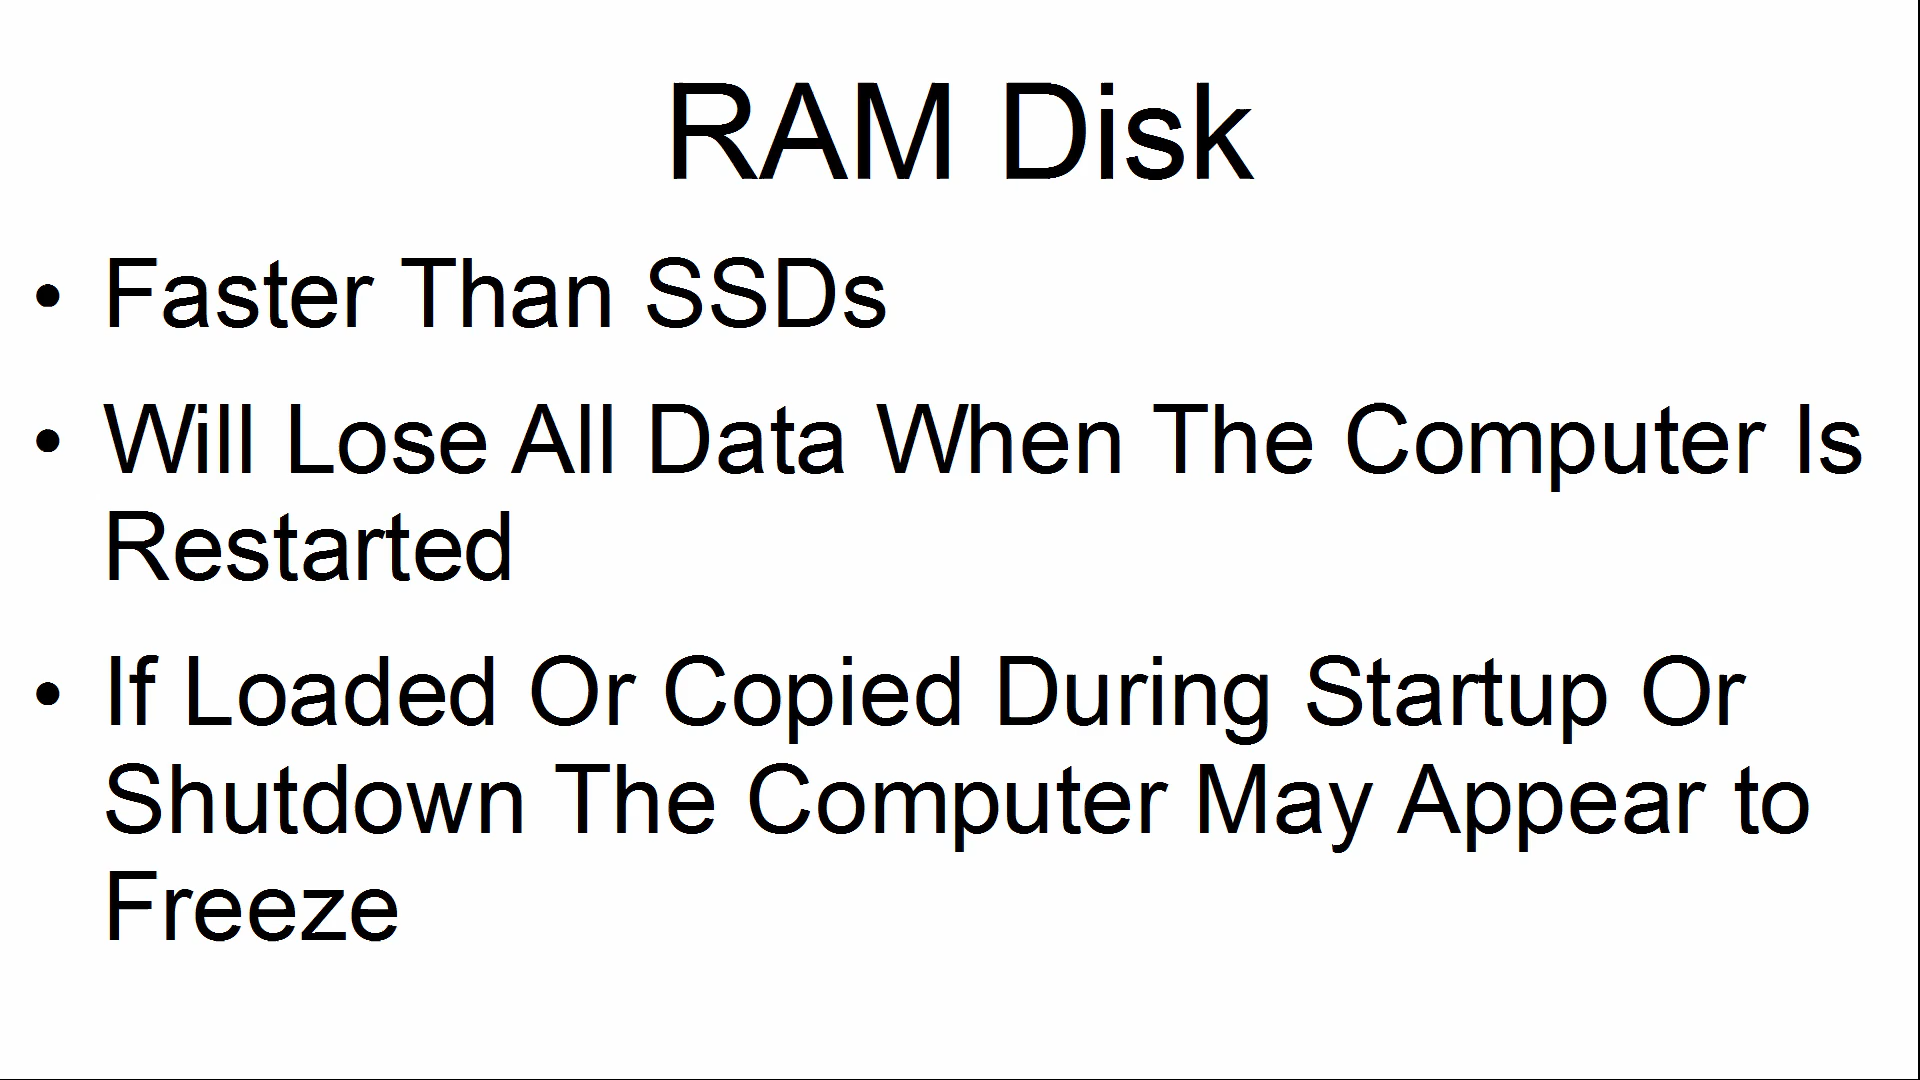 RAM Disk
• Faster Than SSDs
• Will Lose All Data When The Computer Is
Restarted
• If Loaded Or Copied During Startup Or
Shutdown The Computer May Appear to
Freeze